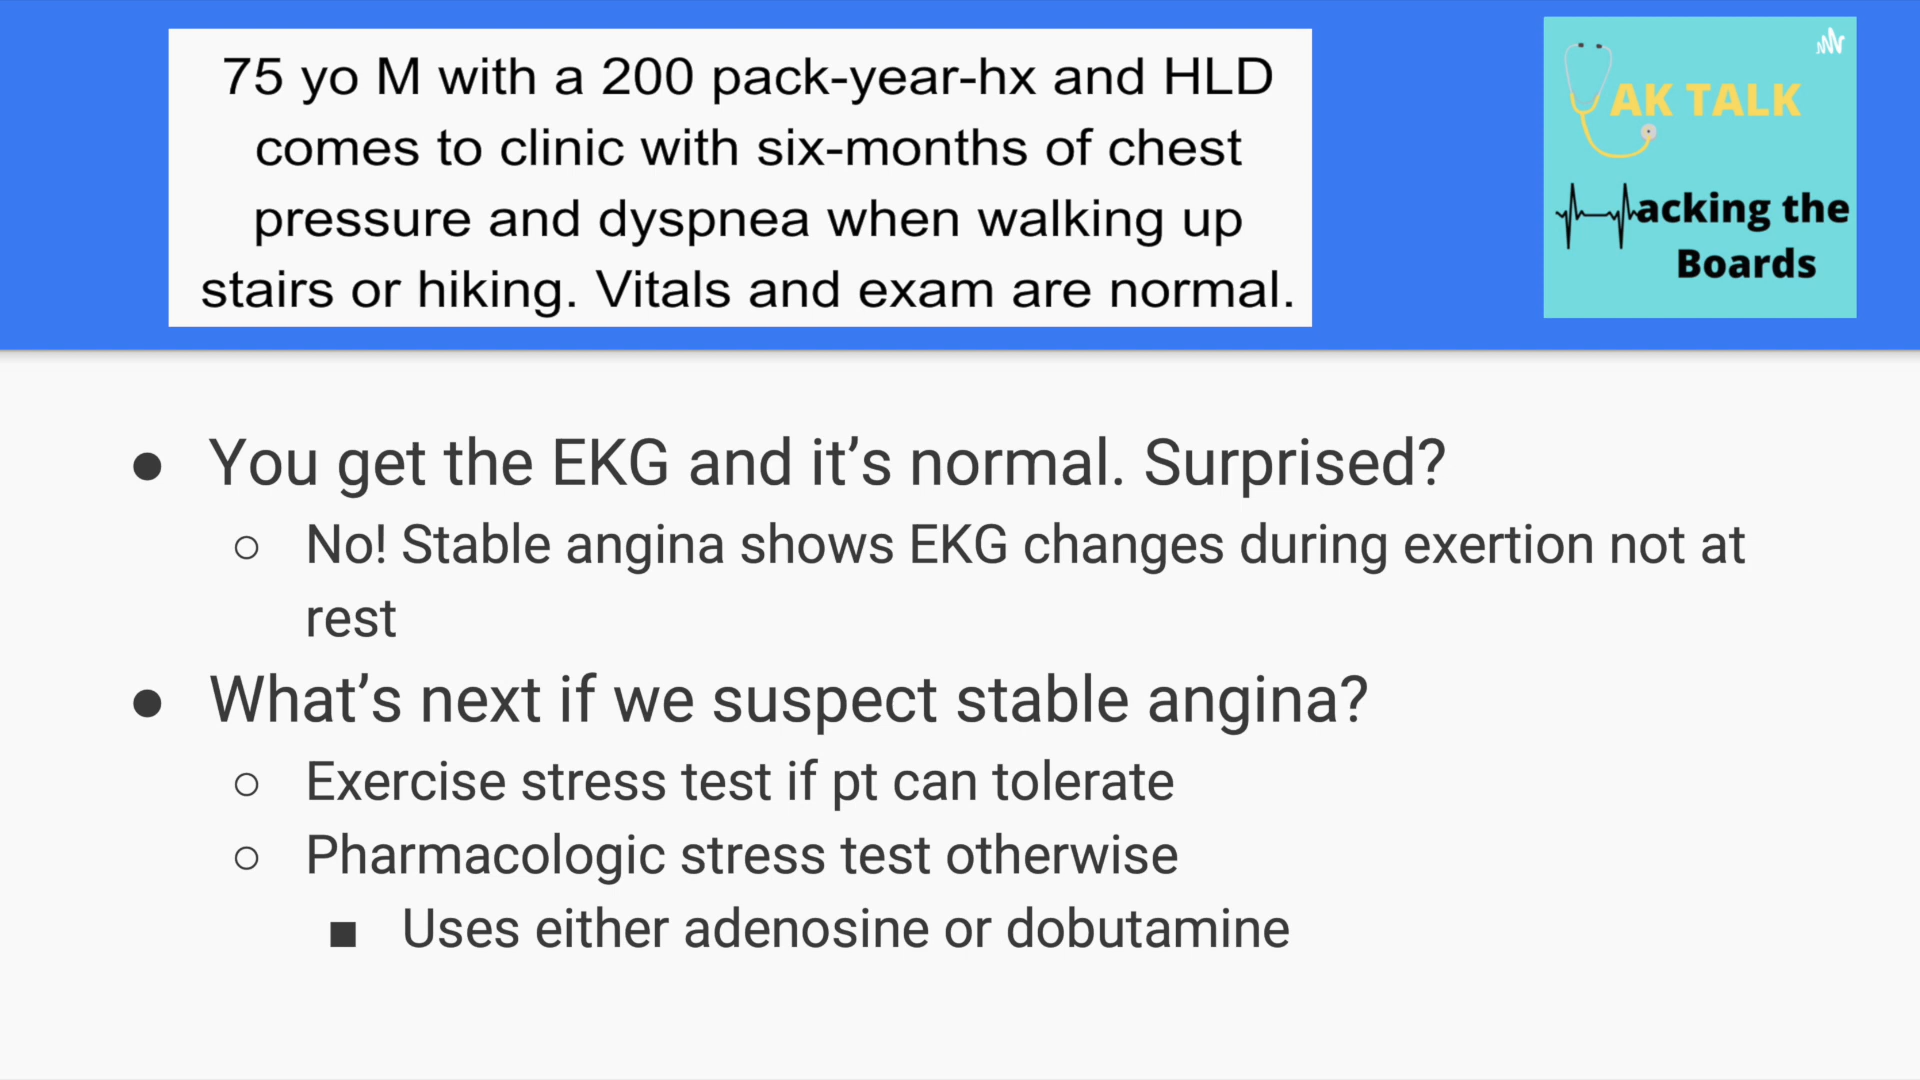 75 yo M with a 200 pack-year-hx and HLD
comes to clinic with six-months of chest
pressure and dyspnea when walking up
stairs or hiking. Vitals and exam are normal.
AK TALK
acking the
Boards
● You get the EKG and it’s normal. Surprised?
○ No! Stable angina shows EKG changes during exertion not at
rest
● What’s next if we suspect stable angina?
○ Exercise stress test if pt can tolerate
○ Pharmacologic stress test otherwise
■ Uses either adenosine or dobutamine